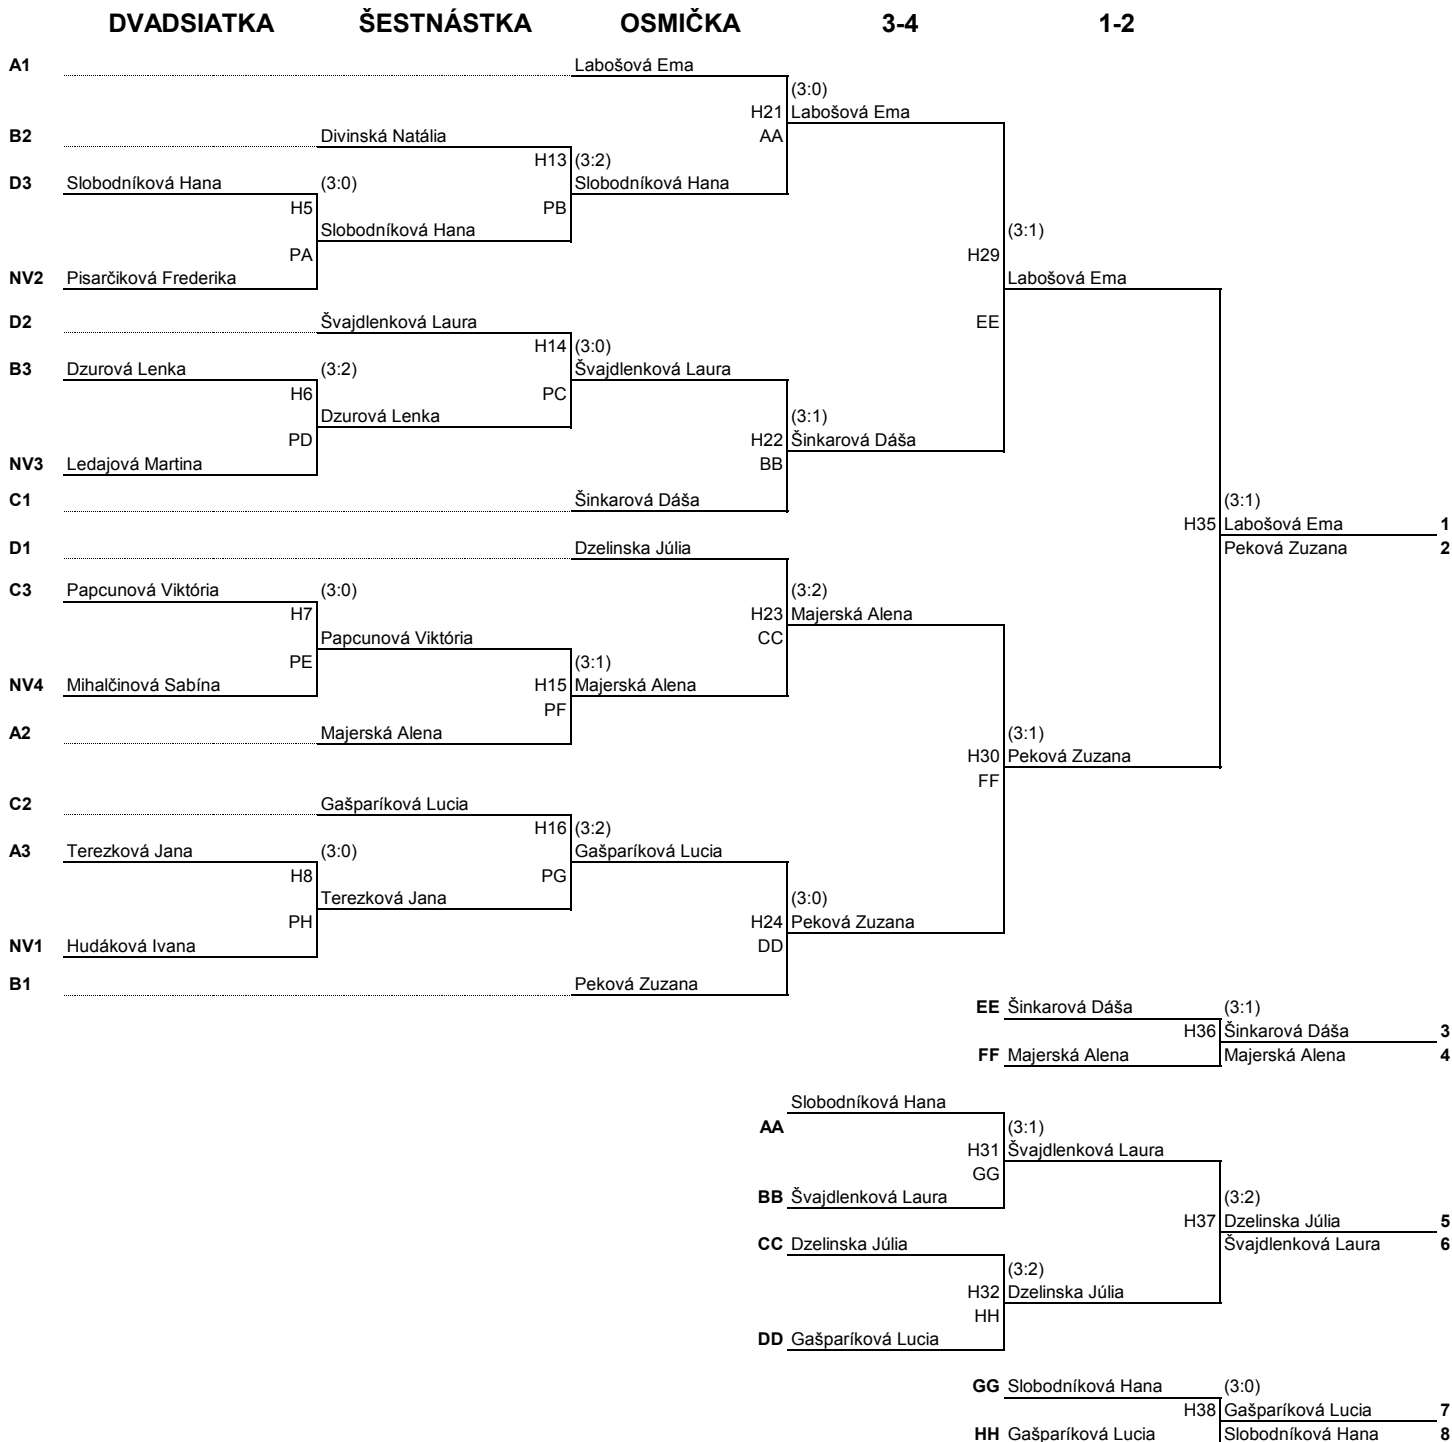 DVADSIATKA ŠESTNÁSTKA OSMIČKA 3-4 1-2
A1 Labošová Ema
(3:0)
H21 Labošová Ema
B2 Divinská Natália AA
H13 (3:2)
D3 Slobodníková Hana (3:0) Slobodníková Hana
H5 PB
Slobodníková Hana (3:1)
PA H29
NV2 Pisarčiková Frederika Labošová Ema
D2 Švajdlenková Laura EE
H14 (3:0)
B3 Dzurová Lenka (3:2) Švajdlenková Laura
H6 PC
Dzurová Lenka (3:1)
PD H22 Šinkarová Dáša
NV3 Ledajová Martina BB
C1 Šinkarová Dáša (3:1)
H35 Labošová Ema 1
D1 Dzelinska Júlia Peková Zuzana 2
C3 Papcunová Viktória (3:0) (3:2)
H7 H23 Majerská Alena
Papcunová Viktória CC
PE (3:1)
NV4 Mihalčinová Sabína H15 Majerská Alena
PF
A2 Majerská Alena (3:1)
H30 Peková Zuzana
FF
C2 Gašparíková Lucia
H16 (3:2)
A3 Terezková Jana (3:0) Gašparíková Lucia
H8 PG
Terezková Jana (3:0)
PH H24 Peková Zuzana
NV1 Hudáková Ivana DD
B1 Peková Zuzana
EE Šinkarová Dáša (3:1)
H36 Šinkarová Dáša 3
FF Majerská Alena Majerská Alena 4
Slobodníková Hana
AA (3:1)
H31 Švajdlenková Laura
GG
BB Švajdlenková Laura (3:2)
H37 Dzelinska Júlia 5
CC Dzelinska Júlia Švajdlenková Laura 6
(3:2)
H32 Dzelinska Júlia
HH
DD Gašparíková Lucia
GG Slobodníková Hana (3:0)
H38 Gašparíková Lucia 7
HH Gašparíková Lucia Slobodníková Hana 8